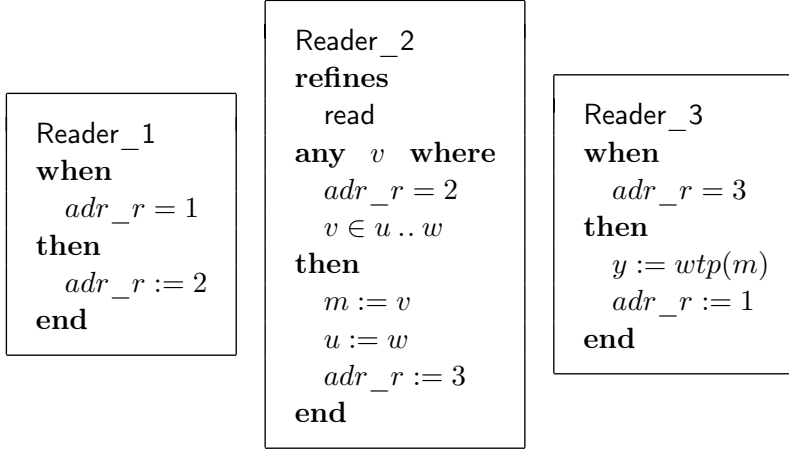 Reader_1
when
adr_r = 1
then
adr_r := 2
end
Reader_2
refines
read
any v where
adr_r = 2
v ∈ u .. w
then
m := v
u := w
adr_r := 3
end
Reader_3
when
adr_r = 3
then
y := wtp(m)
adr_r := 1
end